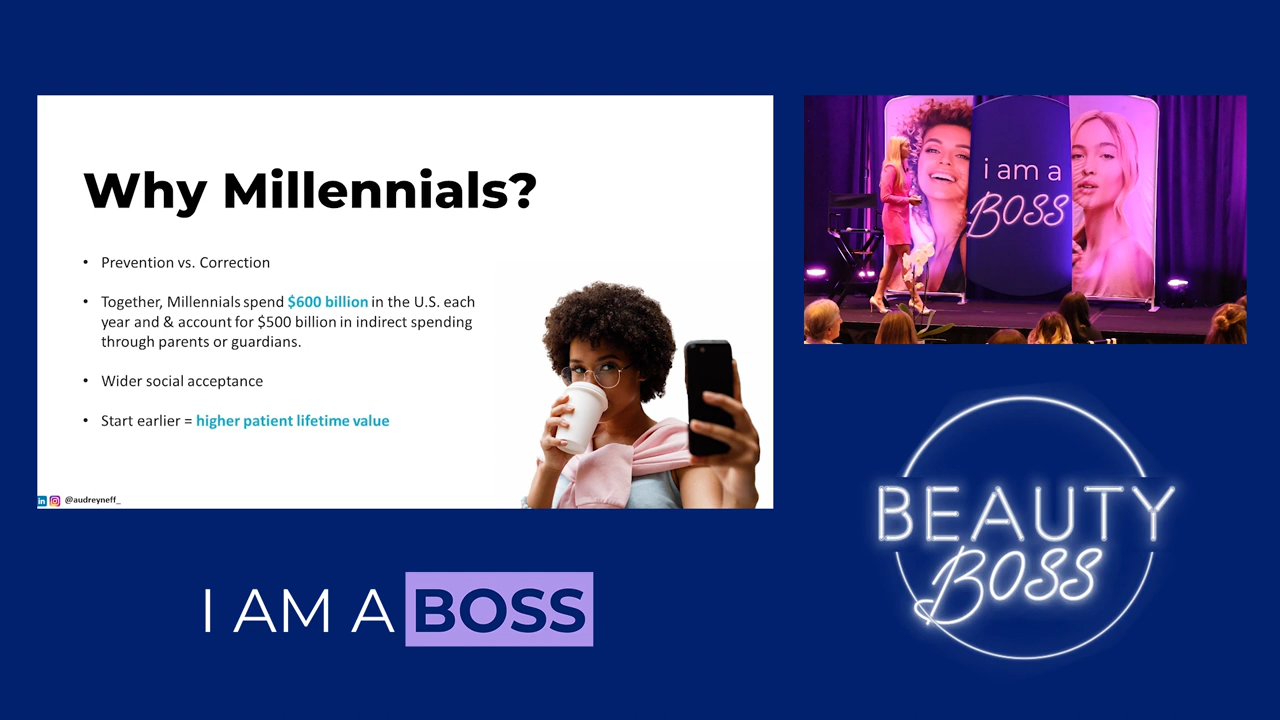 Why Millennials?
• Prevention vs. Correction
• Together, Millennials spend $600 billion in the U.S. each
year and & account for $500 billion in indirect spending
through parents or guardians.
• Wider social acceptance
• Start earlier = higher patient lifetime value
in
@audreyneff_
i am a
BOSS
I AM A BOSS
BEAUTY
BOSS